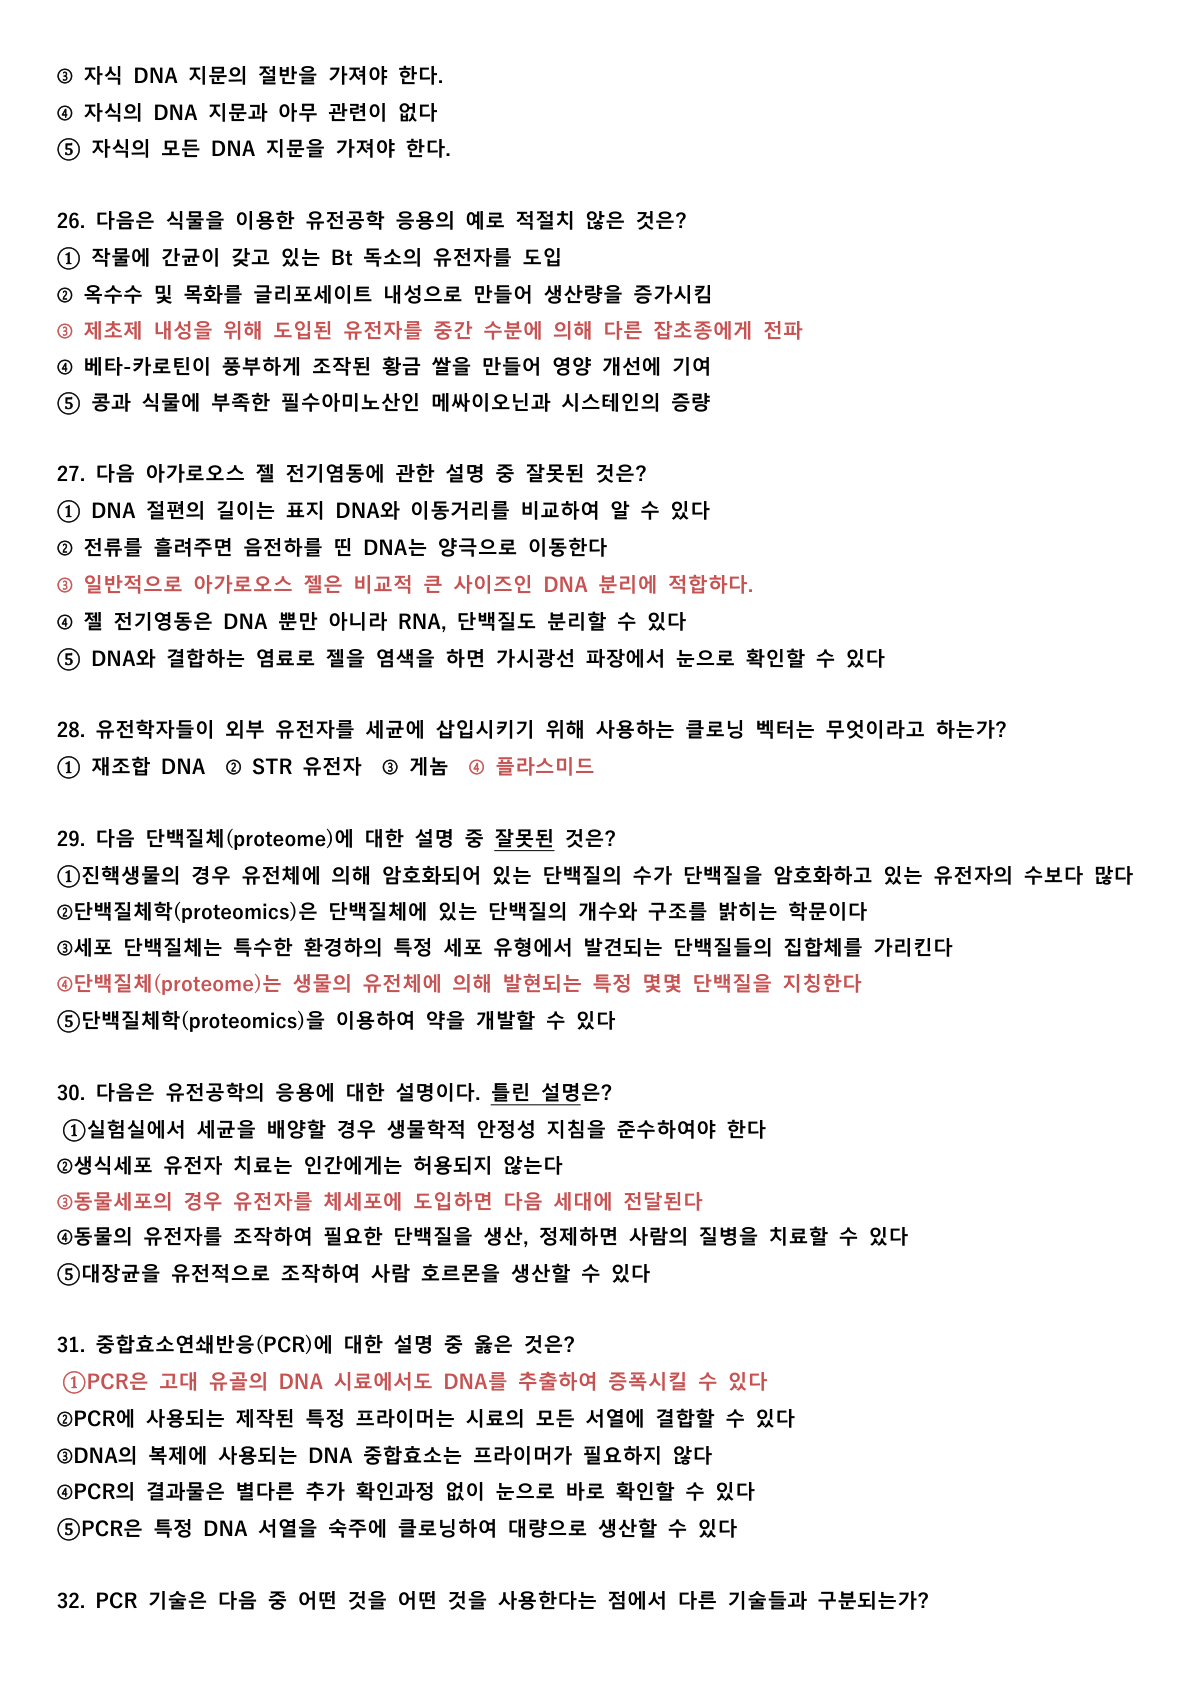 ③ 자식 DNA 지문의 절반을 가져야 한다.
④ 자식의 DNA 지문과 아무 관련이 없다
⑤ 자식의 모든 DNA 지문을 가져야 한다.
26. 다음은 식물을 이용한 유전공학 응용의 예로 적절치 않은 것은?
① 작물에 간균이 갖고 있는 Bt 독소의 유전자를 도입
② 옥수수 및 목화를 글리포세이트 내성으로 만들어 생산량을 증가시킴
③ 제초제 내성을 위해 도입된 유전자를 중간 수분에 의해 다른 잡초종에게 전파
④ 베타-카로틴이 풍부하게 조작된 황금 쌀을 만들어 영양 개선에 기여
⑤ 콩과 식물에 부족한 필수아미노산인 메싸이오닌과 시스테인의 증량
27. 다음 아가로오스 젤 전기염동에 관한 설명 중 잘못된 것은?
① DNA 절편의 길이는 표지 DNA와 이동거리를 비교하여 알 수 있다
② 전류를 흘려주면 음전하를 띤 DNA는 양극으로 이동한다
③ 일반적으로 아가로오스 젤은 비교적 큰 사이즈인 DNA 분리에 적합하다.
④ 젤 전기영동은 DNA 뿐만 아니라 RNA, 단백질도 분리할 수 있다
⑤ DNA와 결합하는 염료로 젤을 염색을 하면 가시광선 파장에서 눈으로 확인할 수 있다
28. 유전학자들이 외부 유전자를 세균에 삽입시키기 위해 사용하는 클로닝 벡터는 무엇이라고 하는가?
① 재조합 DNA ② STR 유전자 ③ 게놈 ④ 플라스미드
29. 다음 단백질체(proteome)에 대한 설명 중 잘못된 것은?
①진핵생물의 경우 유전체에 의해 암호화되어 있는 단백질의 수가 단백질을 암호화하고 있는 유전자의 수보다 많다
②단백질체학(proteomics)은 단백질체에 있는 단백질의 개수와 구조를 밝히는 학문이다
③세포 단백질체는 특수한 환경하의 특정 세포 유형에서 발견되는 단백질들의 집합체를 가리킨다
④단백질체(proteome)는 생물의 유전체에 의해 발현되는 특정 몇몇 단백질을 지칭한다
⑤단백질체학(proteomics)을 이용하여 약을 개발할 수 있다
30. 다음은 유전공학의 응용에 대한 설명이다. 틀린 설명은?
①실험실에서 세균을 배양할 경우 생물학적 안정성 지침을 준수하여야 한다
②생식세포 유전자 치료는 인간에게는 허용되지 않는다
③동물세포의 경우 유전자를 체세포에 도입하면 다음 세대에 전달된다
④동물의 유전자를 조작하여 필요한 단백질을 생산, 정제하면 사람의 질병을 치료할 수 있다
⑤대장균을 유전적으로 조작하여 사람 호르몬을 생산할 수 있다
31. 중합효소연쇄반응(PCR)에 대한 설명 중 옳은 것은?
①PCR은 고대 유골의 DNA 시료에서도 DNA를 추출하여 증폭시킬 수 있다
②PCR에 사용되는 제작된 특정 프라이머는 시료의 모든 서열에 결합할 수 있다
③DNA의 복제에 사용되는 DNA 중합효소는 프라이머가 필요하지 않다
④PCR의 결과물은 별다른 추가 확인과정 없이 눈으로 바로 확인할 수 있다
⑤PCR은 특정 DNA 서열을 숙주에 클로닝하여 대량으로 생산할 수 있다
32. PCR 기술은 다음 중 어떤 것을 어떤 것을 사용한다는 점에서 다른 기술들과 구분되는가?